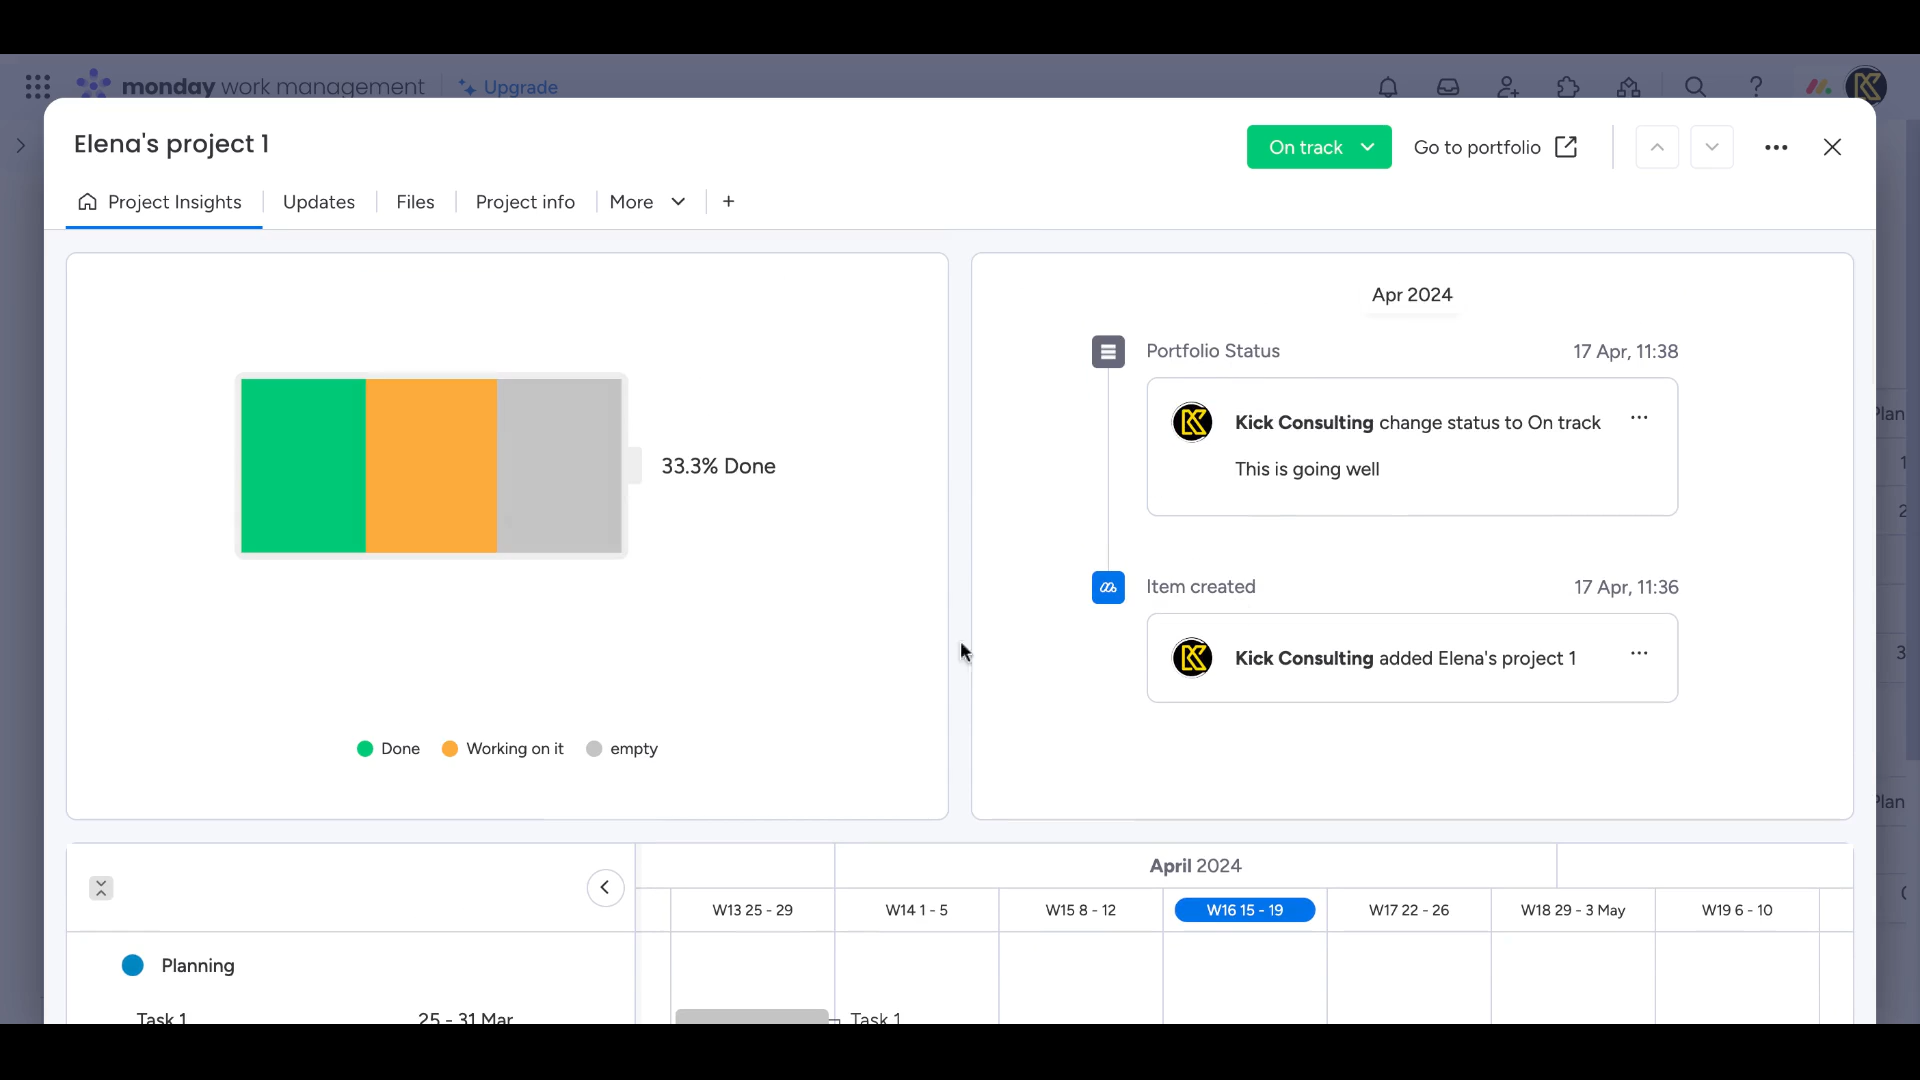 monday work management
Upgrade
Elena's project 1
On track
Go to portfolio
Project Insights
Updates
Files
Project info
More
+
33.3% Done
Done
Working on it
empty
Apr 2024
Portfolio Status
17 Apr, 11:38
Kick Consulting change status to On track
This is going well
Item created
17 Apr, 11:36
Kick Consulting added Elena's project 1
April 2024
W13 25 - 29
W14 1 - 5
W15 8 - 12
W16 15 - 19
W17 22 - 26
W18 29 - 3 May
W19 6 - 10
Planning
Task 1
25 - 31 Mar
Task 1